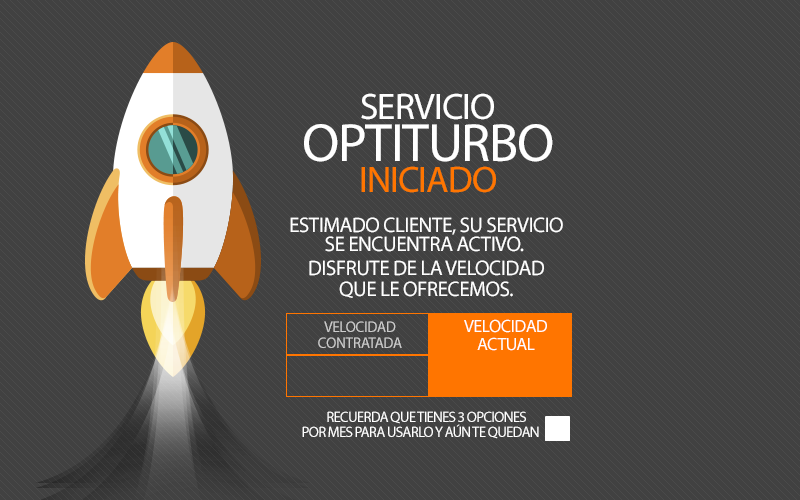 SERVICIO
OPTITURBO
INICIADO
ESTIMADO CLIENTE, SU SERVICIO
SE ENCUENTRA ACTIVO.
DISFRUTE DE LA VELOCIDAD
QUE LE OFRECEMOS.
VELOCIDAD
CONTRATADA
VELOCIDAD
ACTUAL
RECUERDA QUE TIENES 3 OPCIONES
POR MES PARA USARLO Y AÚN TE QUEDAN